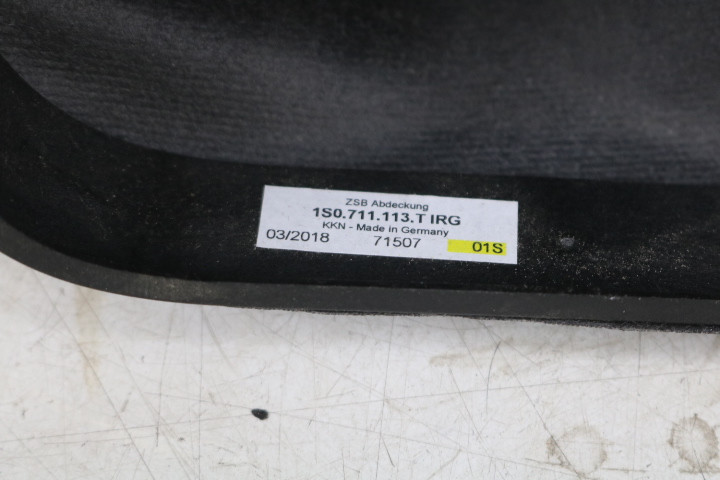 ZSB Abdeckung
1S0.711.113.T IRG
KKN - Made in Germany
03/2018 71507 01S